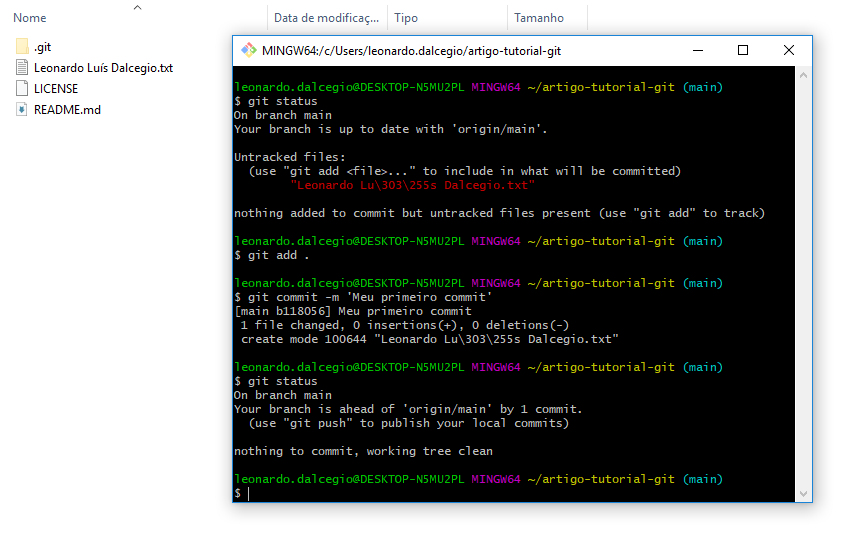 Nome Data de modificaç... Tipo Tamanho
.git
Leonardo Luís Dalcegio.txt
LICENSE
README.md
MINGW64:/c/Users/leonardo.dalcegio/artigo-tutorial-git
leonardo.dalcegio@DESKTOP-N5MU2PL MINGW64 ~/artigo-tutorial-git (main)
$ git status
On branch main
Your branch is up to date with 'origin/main'.
Untracked files:
(use "git add <file>..." to include in what will be committed)
"Leonardo Lu\303\255s Dalcegio.txt"
nothing added to commit but untracked files present (use "git add" to track)
leonardo.dalcegio@DESKTOP-N5MU2PL MINGW64 ~/artigo-tutorial-git (main)
$ git add .
leonardo.dalcegio@DESKTOP-N5MU2PL MINGW64 ~/artigo-tutorial-git (main)
$ git commit -m 'Meu primeiro commit'
[main b118056] Meu primeiro commit
1 file changed, 0 insertions(+), 0 deletions(-)
create mode 100644 "Leonardo Lu\303\255s Dalcegio.txt"
leonardo.dalcegio@DESKTOP-N5MU2PL MINGW64 ~/artigo-tutorial-git (main)
$ git status
On branch main
Your branch is ahead of 'origin/main' by 1 commit.
(use "git push" to publish your local commits)
nothing to commit, working tree clean
leonardo.dalcegio@DESKTOP-N5MU2PL MINGW64 ~/artigo-tutorial-git (main)
$